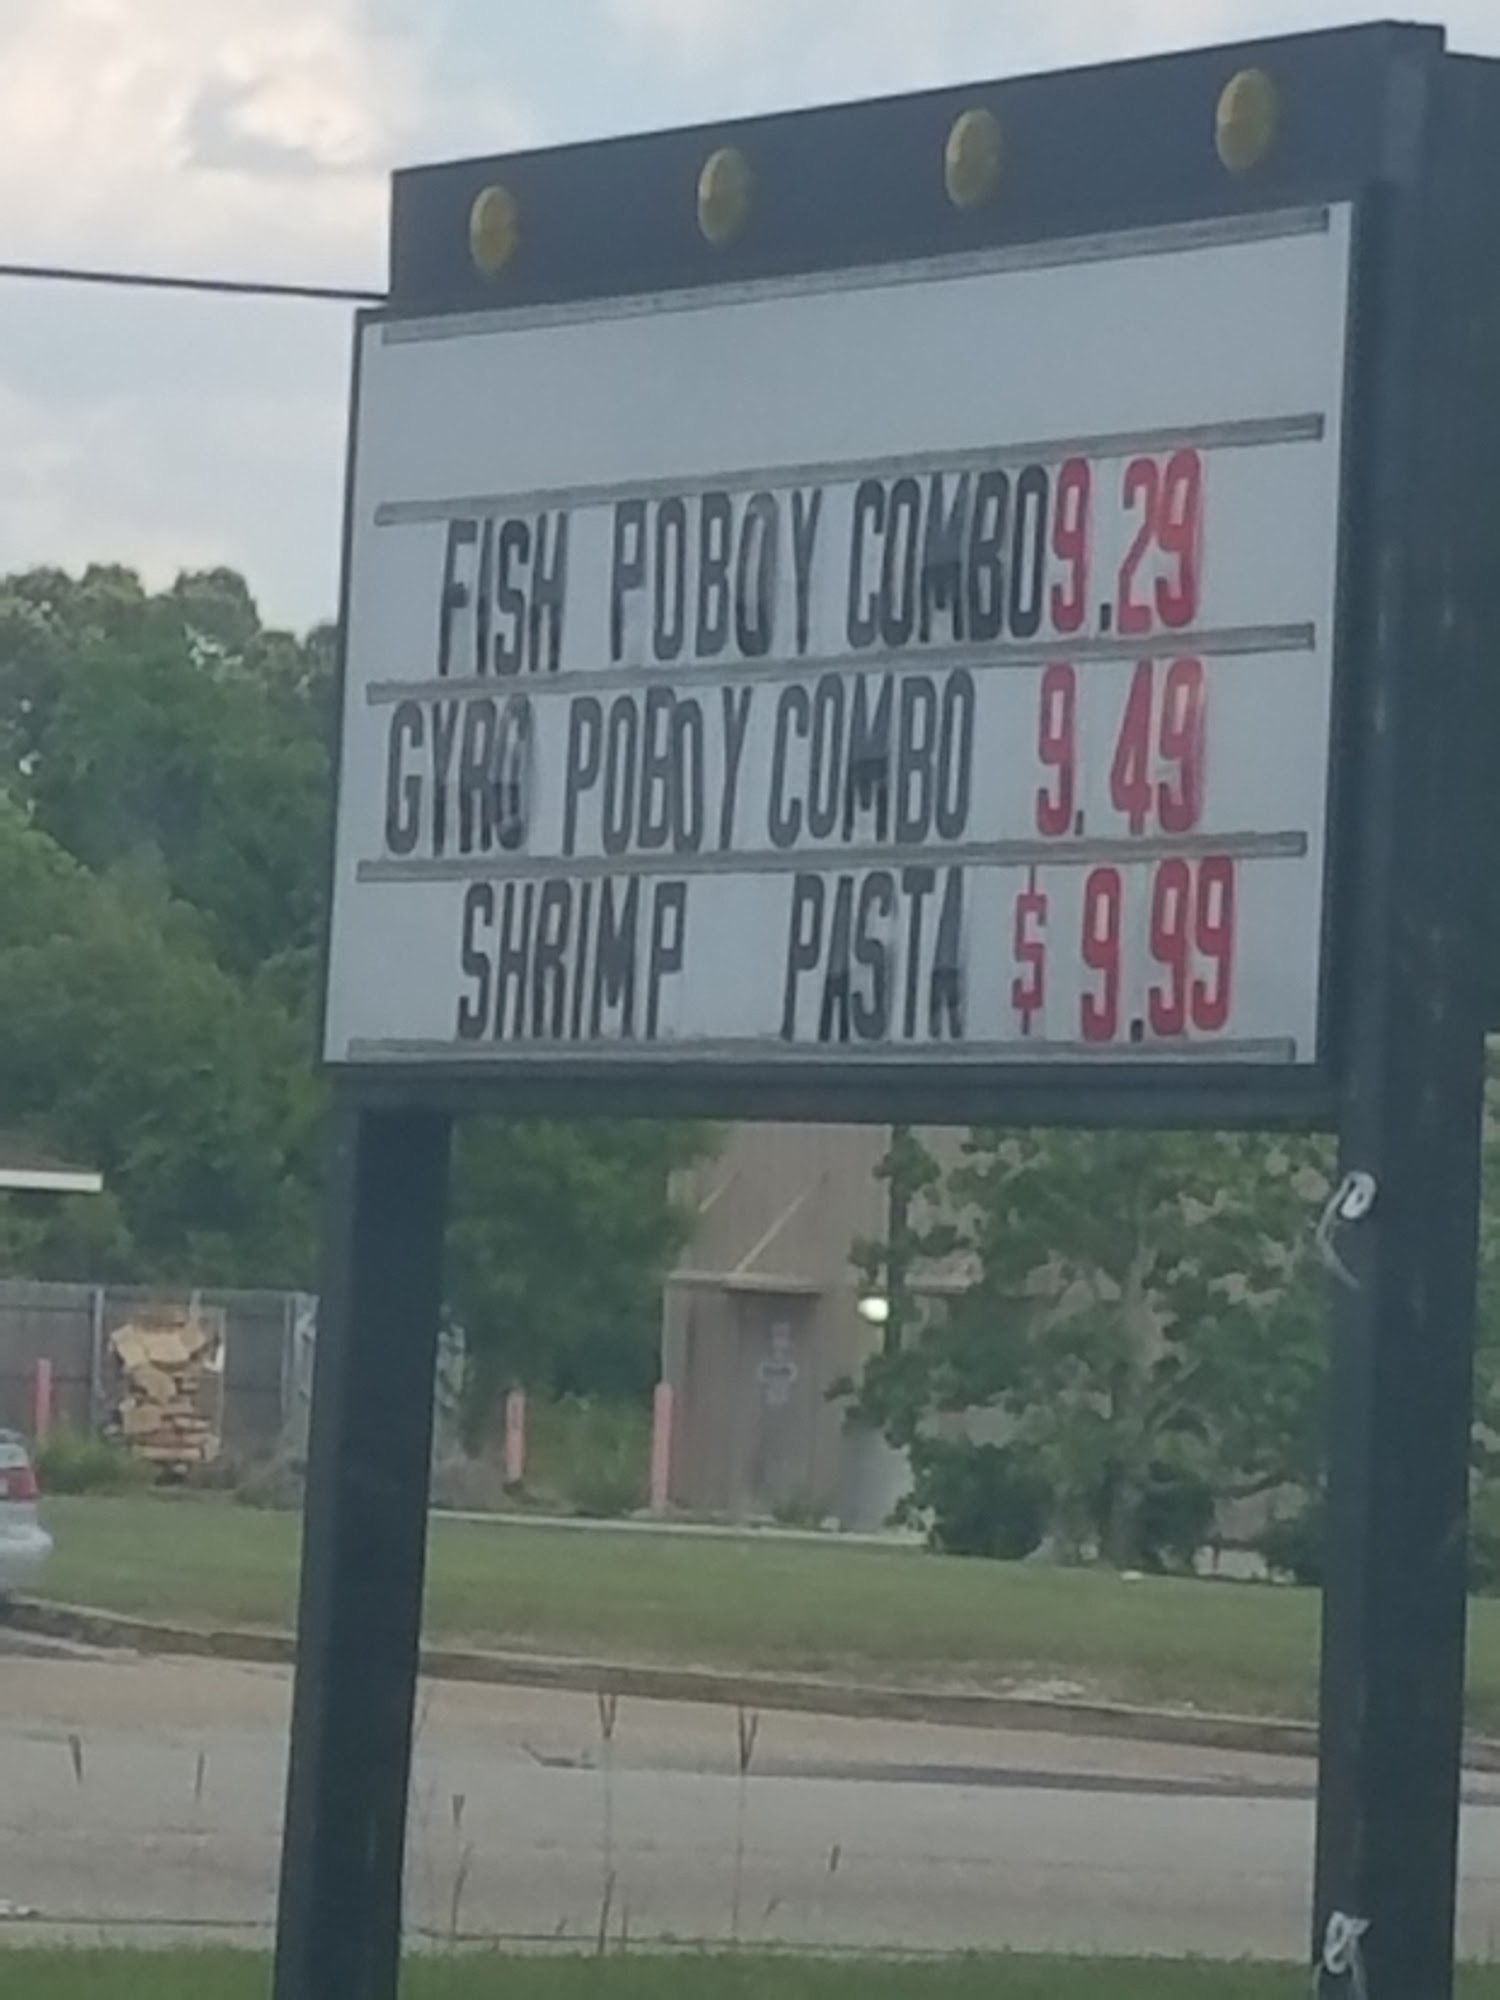 FISH POBOY COMBO 9.29
GYRO POBOY COMBO 9.49
SHRIMP PASTA $ 9.99